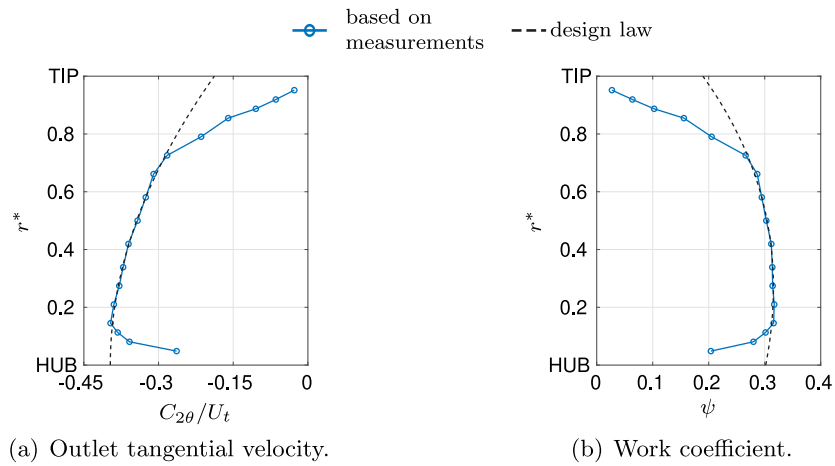 based on
measurements
design law
TIP
0.8
0.6
r*
0.4
0.2
HUB
-0.45 -0.3 -0.15 0
C₂θ/Uₜ
(a) Outlet tangential velocity.
TIP
0.8
0.6
r*
0.4
0.2
HUB
0 0.1 0.2 0.3 0.4
ψ
(b) Work coefficient.